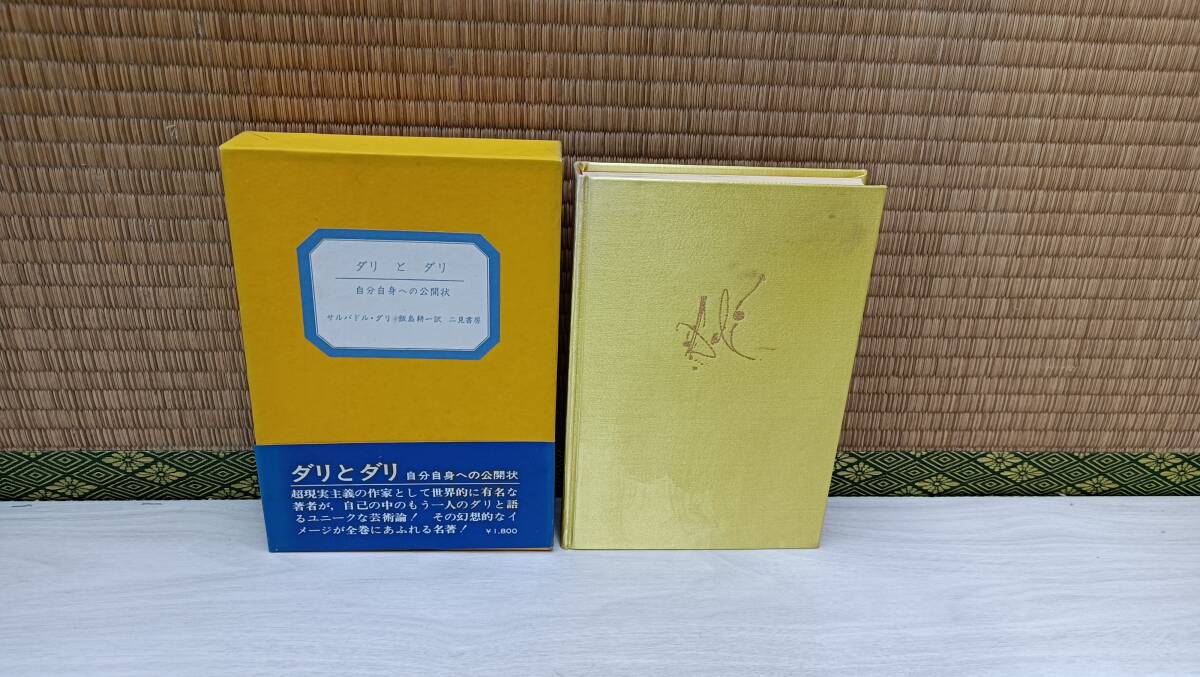 ダリ と ダリ
自分自身への公開状
サルバドル・ダリ 飯島耕一訳 二見書房
ダリとダリ 自分自身への公開状
超現実主義の作家として世界的に有名な
著者が、自己の中のもう一人のダリと語
るユニークな芸術論! その幻想的なイ
メージが全巻にあふれる名著!
¥1,800
Dali